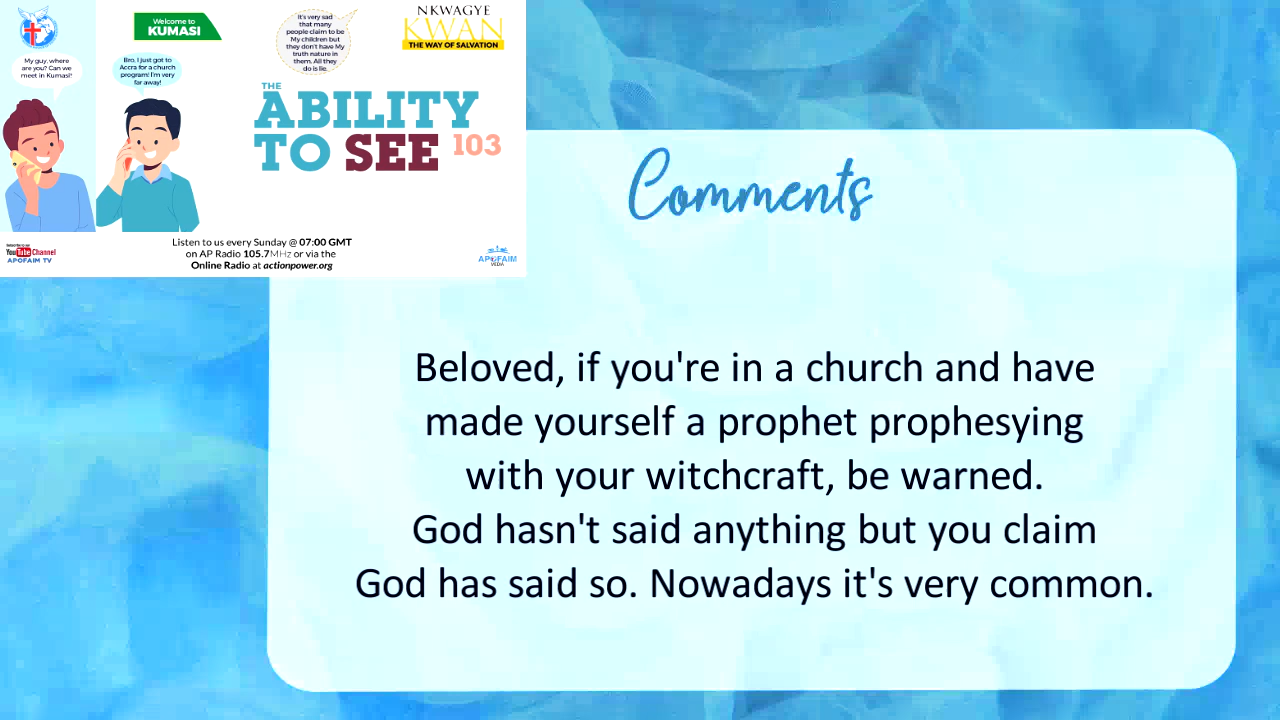 Welcome to
KUMASI
My guy, where
are you? Can we
meet in Kumasi!
Bro, I just got to
Accra for a church
program! I'm very
far away!
It's very sad
that many
people claim to be
My children but
they don't have My
truth nature in
them. All they
do is lie.
NKWAGYE
KWAN
THE WAY OF SALVATION
THE
ABILITY
TO SEE 103
YouTube Channel
APOFAIM TV
Listen to us every Sunday @ 07:00 GMT
on AP Radio 105.7MHz or via the
Online Radio at actionpower.org
APOFAIM
MEDIA
Comments
Beloved, if you're in a church and have
made yourself a prophet prophesying
with your witchcraft, be warned.
God hasn't said anything but you claim
God has said so. Nowadays it's very common.